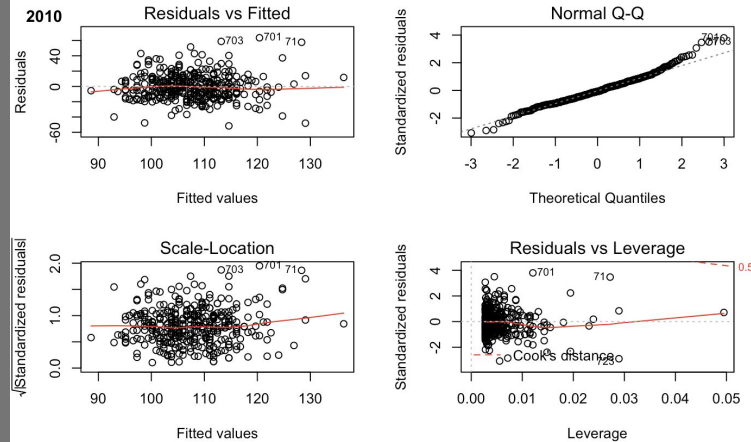 2010
Residuals vs Fitted
Residuals
40
0
-60
703
701
71
90 100 110 120 130
Fitted values
Normal Q-Q
Standardized residuals
4
2
0
-2
703
-3 -2 -1 0 1 2 3
Theoretical Quantiles
Scale-Location
√|Standardized residuals|
2.0
1.0
0.0
703
701
71
90 100 110 120 130
Fitted values
Residuals vs Leverage
Standardized residuals
4
2
0
-2
701
71
723
0.5
Cook's distance
0.00 0.01 0.02 0.03 0.04 0.05
Leverage